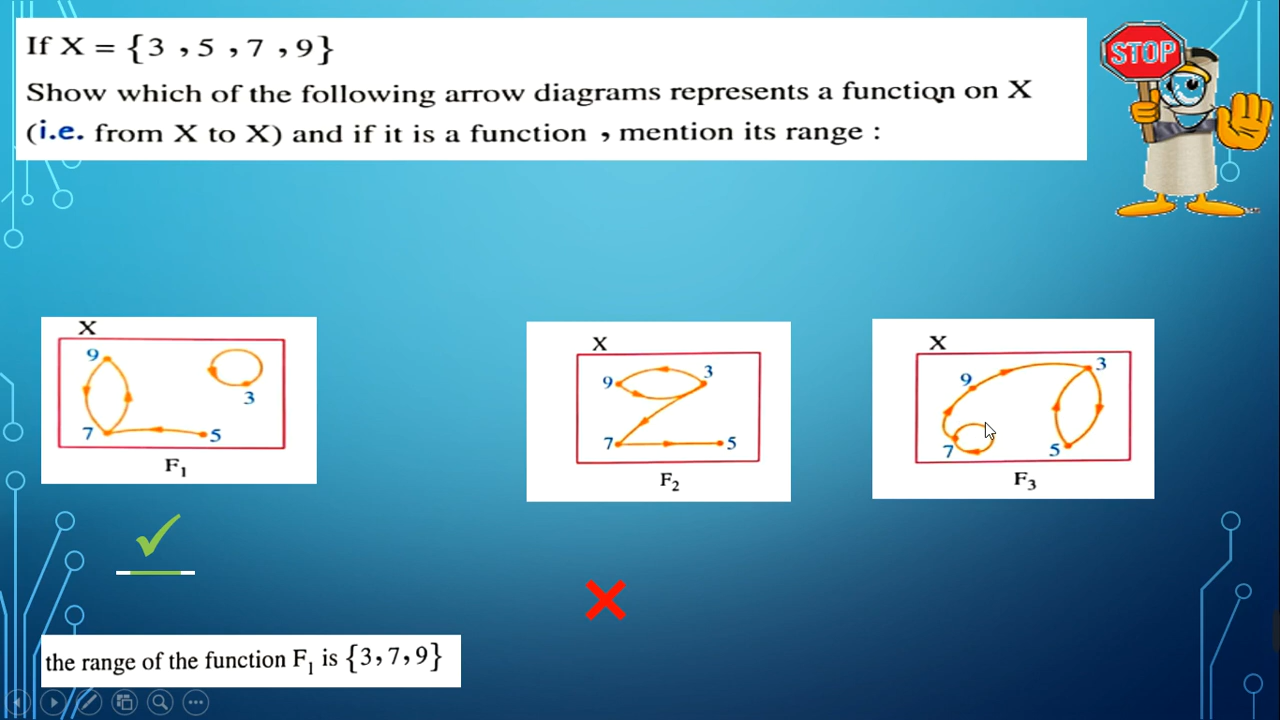 If X = {3 , 5 , 7 , 9}
Show which of the following arrow diagrams represents a function on X
(i.e. from X to X) and if it is a function , mention its range :
STOP
X
9
3
7
5
F₁
X
9
3
7
5
F₂
X
3
9
7
5
F₃
the range of the function F₁ is {3, 7, 9}